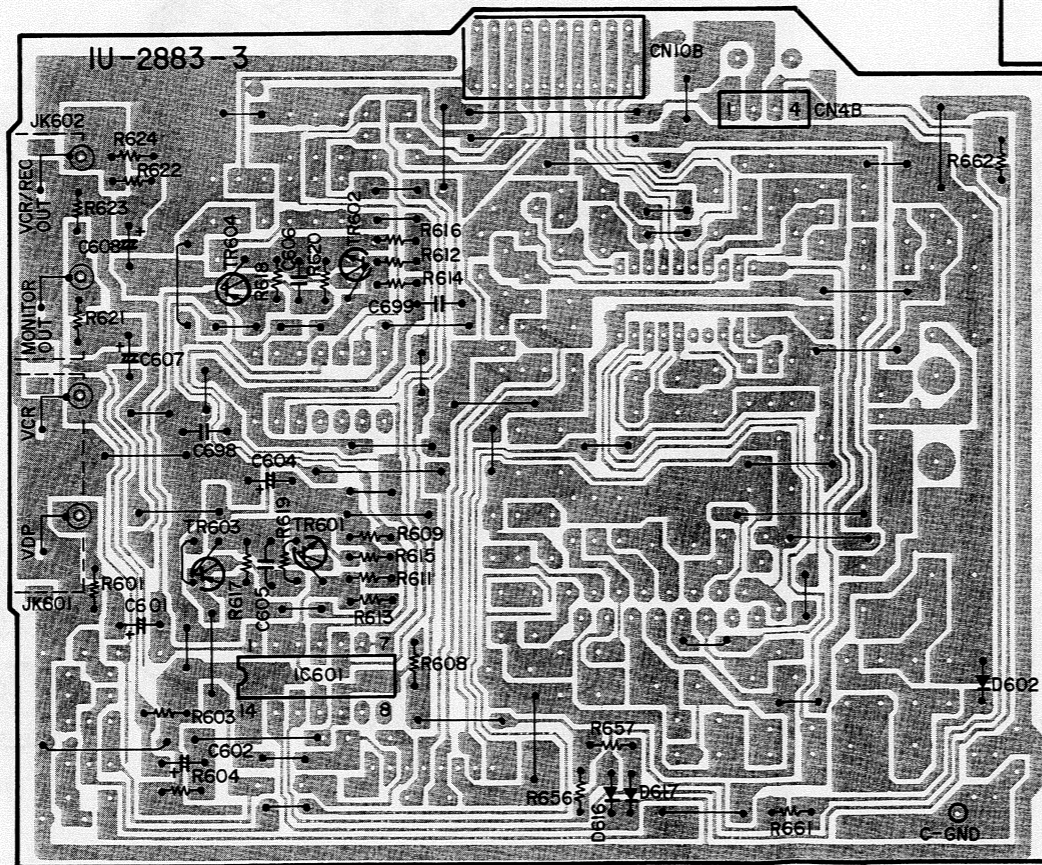 1U-2883-3
CN10B
1 4 CN4B
JK602
R624
R622
R662
VCR/REC
OUT
R623
C608 +
TR604
R618
C606
R620
TR602
R616
R612
R614
C699
MONITOR
OUT
R621
+ C607
VCR
C698
C604
+
VDP
TR603
R619
TR601
R609
R615
R611
R613
R617
C605
R601
JK601
C601
+
1 7
IC601
14 8
R608
D602
R603
C602
+
R604
R657
R656
D616
D617
R661
C-GND